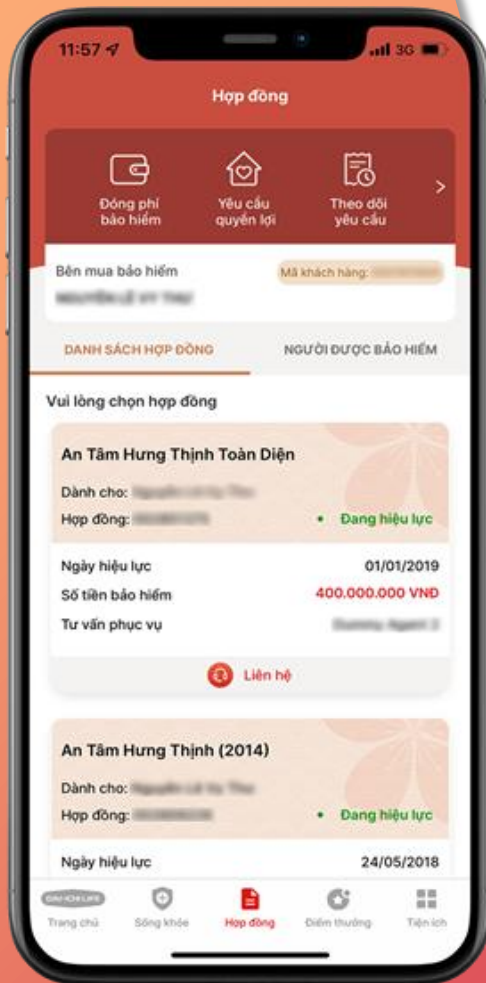 11:57
3G
Hợp đồng
Đóng phí
bảo hiểm
Yêu cầu
quyền lợi
Theo dõi
yêu cầu
Bên mua bảo hiểm
Mã khách hàng:
DANH SÁCH HỢP ĐỒNG
NGƯỜI ĐƯỢC BẢO HIỂM
Vui lòng chọn hợp đồng
An Tâm Hưng Thịnh Toàn Diện
Dành cho:
Hợp đồng:
• Đang hiệu lực
Ngày hiệu lực 01/01/2019
Số tiền bảo hiểm 400.000.000 VNĐ
Tư vấn phục vụ
Liên hệ
An Tâm Hưng Thịnh (2014)
Dành cho:
Hợp đồng:
• Đang hiệu lực
Ngày hiệu lực 24/05/2018
DAI-ICHI LIFE
Trang chủ
Sống khỏe
Hợp đồng
Điểm thưởng
Tiện ích